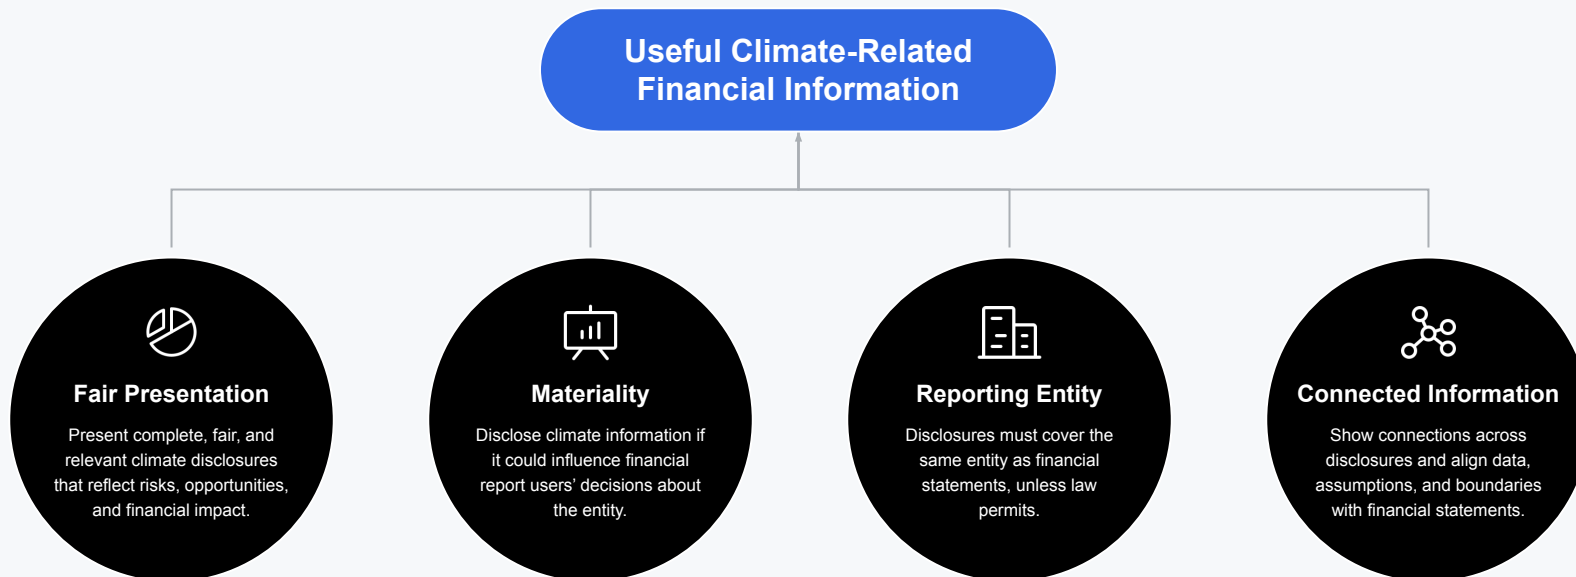 Useful Climate-Related
Financial Information
Fair Presentation
Present complete, fair, and
relevant climate disclosures
that reflect risks, opportunities,
and financial impact.
Materiality
Disclose climate information if
it could influence financial
report users’ decisions about
the entity.
Reporting Entity
Disclosures must cover the
same entity as financial
statements, unless law
permits.
Connected Information
Show connections across
disclosures and align data,
assumptions, and boundaries
with financial statements.